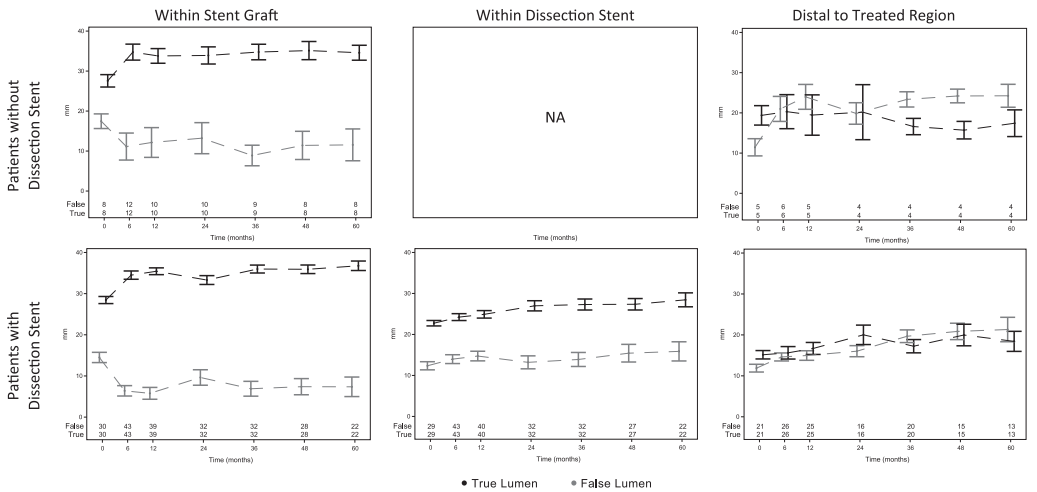 Within Stent Graft Within Dissection Stent Distal to Treated Region
Patients without
Dissection Stent
mm
40
30
20
10
0
False 8 12 10 10 9 8 8
True 8 12 10 10 9 8 8
0 6 12 24 36 48 60
Time (months)
NA
Time (months)
mm
40
30
20
10
0
False 5 6 5 4 4 4 4
True 5 6 5 4 4 4 4
0 6 12 24 36 48 60
Time (months)
Patients with
Dissection Stent
mm
40
30
20
10
0
False 30 43 39 32 32 28 22
True 30 43 39 32 32 28 22
0 6 12 24 36 48 60
Time (months)
mm
40
30
20
10
0
False 29 43 40 32 32 27 22
True 29 43 40 32 32 27 22
0 6 12 24 36 48 60
Time (months)
mm
40
30
20
10
0
False 21 26 25 16 20 15 13
True 21 26 25 16 20 15 13
0 6 12 24 36 48 60
Time (months)
True Lumen False Lumen